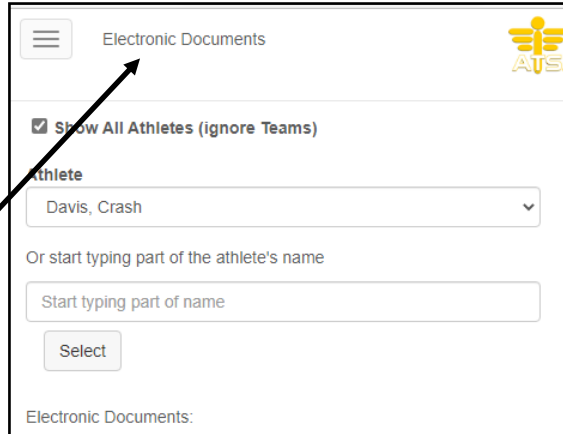 Electronic Documents
ATS
Show All Athletes (ignore Teams)
Athlete
Davis, Crash
Or start typing part of the athlete's name
Start typing part of name
Select
Electronic Documents: